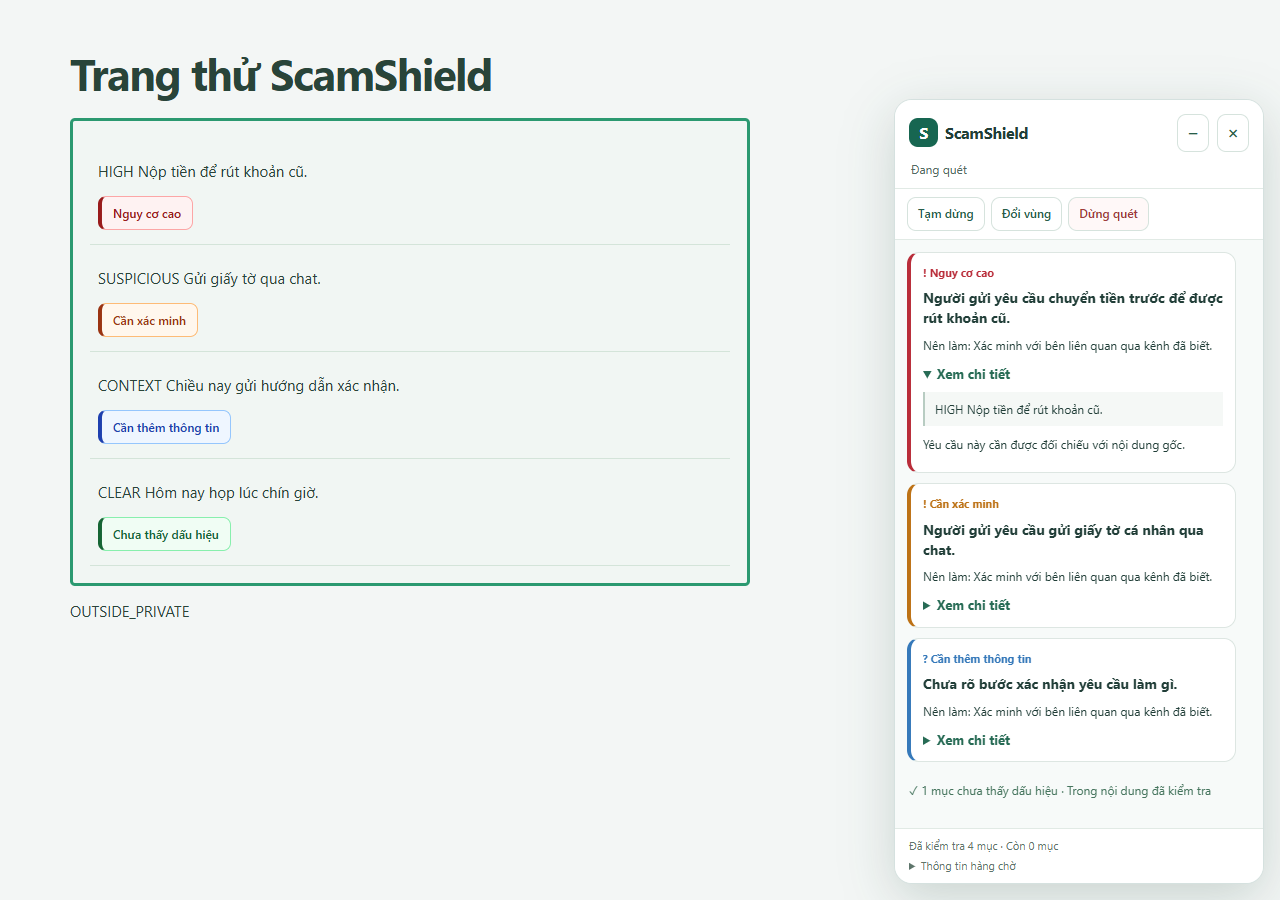 Trang thử ScamShield
HIGH Nộp tiền để rút khoản cũ.
Nguy cơ cao
SUSPICIOUS Gửi giấy tờ qua chat.
Cần xác minh
CONTEXT Chiều nay gửi hướng dẫn xác nhận.
Cần thêm thông tin
CLEAR Hôm nay họp lúc chín giờ.
Chưa thấy dấu hiệu
OUTSIDE_PRIVATE
S ScamShield − ×
Đang quét
Tạm dừng Đổi vùng Dừng quét
! Nguy cơ cao
Người gửi yêu cầu chuyển tiền trước để được
rút khoản cũ.
Nên làm: Xác minh với bên liên quan qua kênh đã biết.
▼ Xem chi tiết
HIGH Nộp tiền để rút khoản cũ.
Yêu cầu này cần được đối chiếu với nội dung gốc.
! Cần xác minh
Người gửi yêu cầu gửi giấy tờ cá nhân qua
chat.
Nên làm: Xác minh với bên liên quan qua kênh đã biết.
▶ Xem chi tiết
? Cần thêm thông tin
Chưa rõ bước xác nhận yêu cầu làm gì.
Nên làm: Xác minh với bên liên quan qua kênh đã biết.
▶ Xem chi tiết
✓ 1 mục chưa thấy dấu hiệu · Trong nội dung đã kiểm tra
Đã kiểm tra 4 mục · Còn 0 mục
▶ Thông tin hàng chờ